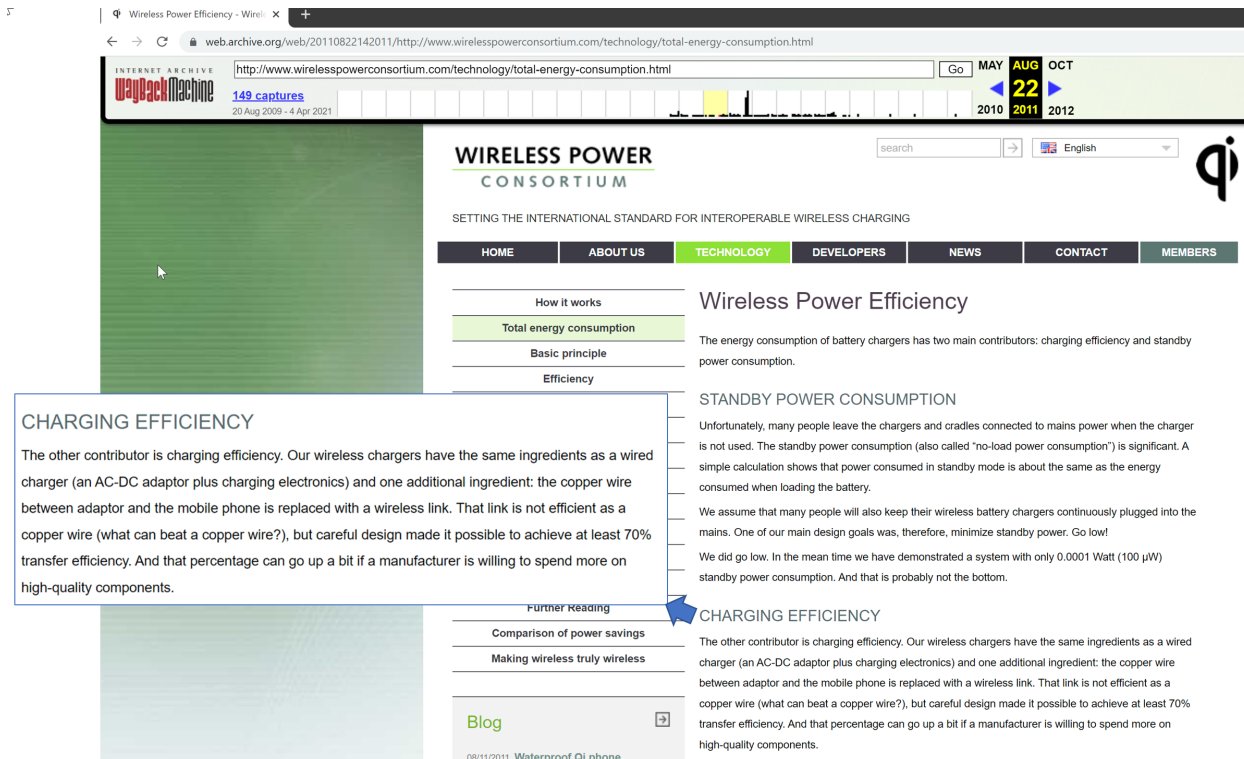 Wireless Power Efficiency - Wirele
web.archive.org/web/20110822142011/http://www.wirelesspowerconsortium.com/technology/total-energy-consumption.html
INTERNET ARCHIVE
WayBackMachine
http://www.wirelesspowerconsortium.com/technology/total-energy-consumption.html
Go
149 captures
20 Aug 2009 - 4 Apr 2021
MAY AUG OCT
22
2010 2011 2012
WIRELESS POWER
CONSORTIUM
search
English
qi
SETTING THE INTERNATIONAL STANDARD FOR INTEROPERABLE WIRELESS CHARGING
HOME ABOUT US TECHNOLOGY DEVELOPERS NEWS CONTACT MEMBERS
How it works
Total energy consumption
Basic principle
Efficiency
CHARGING EFFICIENCY
The other contributor is charging efficiency. Our wireless chargers have the same ingredients as a wired
charger (an AC-DC adaptor plus charging electronics) and one additional ingredient: the copper wire
between adaptor and the mobile phone is replaced with a wireless link. That link is not efficient as a
copper wire (what can beat a copper wire?), but careful design made it possible to achieve at least 70%
transfer efficiency. And that percentage can go up a bit if a manufacturer is willing to spend more on
high-quality components.
Further Reading
Comparison of power savings
Making wireless truly wireless
Blog
08/11/2011 Waterproof Qi phone
Wireless Power Efficiency
The energy consumption of battery chargers has two main contributors: charging efficiency and standby
power consumption.
STANDBY POWER CONSUMPTION
Unfortunately, many people leave the chargers and cradles connected to mains power when the charger
is not used. The standby power consumption (also called “no-load power consumption”) is significant. A
simple calculation shows that power consumed in standby mode is about the same as the energy
consumed when loading the battery.
We assume that many people will also keep their wireless battery chargers continuously plugged into the
mains. One of our main design goals was, therefore, minimize standby power. Go low!
We did go low. In the mean time we have demonstrated a system with only 0.0001 Watt (100 µW)
standby power consumption. And that is probably not the bottom.
CHARGING EFFICIENCY
The other contributor is charging efficiency. Our wireless chargers have the same ingredients as a wired
charger (an AC-DC adaptor plus charging electronics) and one additional ingredient: the copper wire
between adaptor and the mobile phone is replaced with a wireless link. That link is not efficient as a
copper wire (what can beat a copper wire?), but careful design made it possible to achieve at least 70%
transfer efficiency. And that percentage can go up a bit if a manufacturer is willing to spend more on
high-quality components.